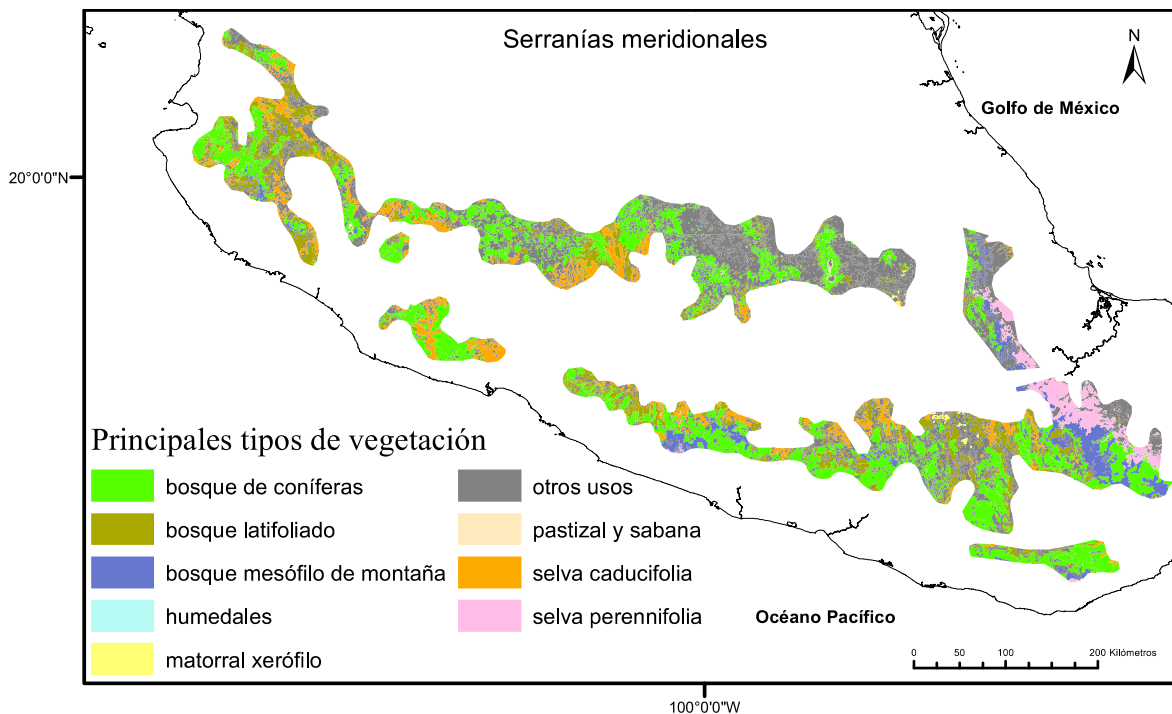 Serranías meridionales
N
Golfo de México
20°0'0"N
Principales tipos de vegetación
bosque de coníferas
bosque latifoliado
bosque mesófilo de montaña
humedales
matorral xerófilo
otros usos
pastizal y sabana
selva caducifolia
selva perennifolia
Océano Pacífico
0 50 100 200 Kilómetros
100°0'0"W